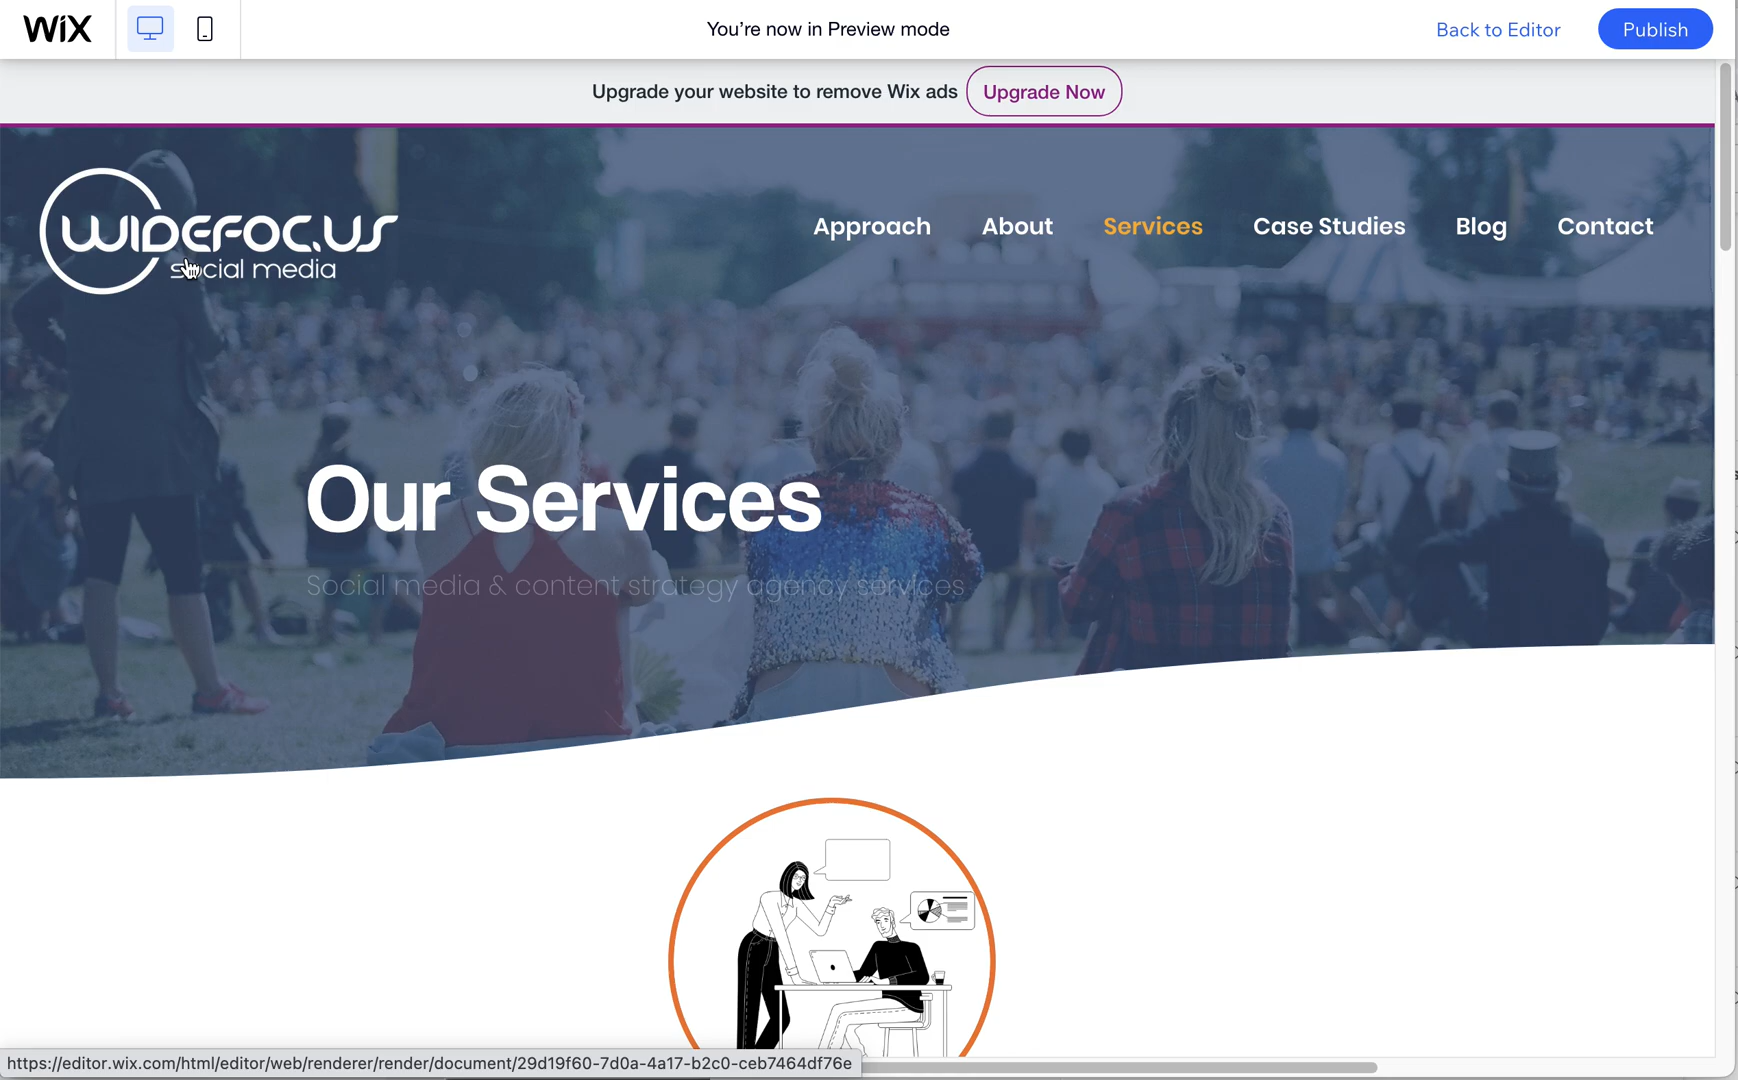 WiX
You're now in Preview mode
Back to Editor
Publish
Upgrade your website to remove Wix ads
Upgrade Now
WIDEFOC.US
social media
Approach
About
Services
Case Studies
Blog
Contact
Our Services
Social media & content strategy agency services
https://editor.wix.com/html/editor/web/renderer/render/document/29d19f60-7d0a-4a17-b2c0-ceb7464df76e